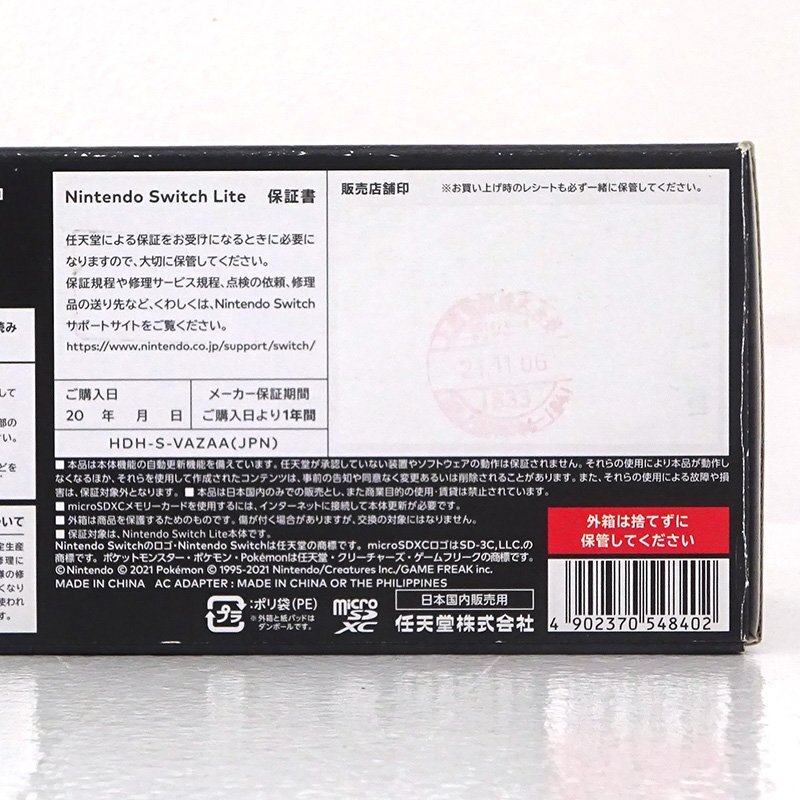 読み
して
部の
さい。
どを
ついて
定生産
修理に
様の修
くなり
使われ
す。
Nintendo Switch Lite 保証書
任天堂による保証をお受けになるときに必要に
なりますので、大切に保管してください。
保証規程や修理サービス規程、点検の依頼、修理
品の送り先など、くわしくは、Nintendo Switch
サポートサイトをご覧ください。
https://www.nintendo.co.jp/support/switch/
ご購入日
20 年 月 日
メーカー保証期間
ご購入日より1年間
HDH-S-VAZAA(JPN)
販売店舗印 ※お買い上げ時のレシートも必ず一緒に保管してください。
21.11.06
1833
■本品は本体機能の自動更新機能を備えています。任天堂が承認していない装置やソフトウェアの動作は保証されません。それらの使用により本品が動作し
なくなるほか、それらを使用して作成されたコンテンツは、事前の告知や同意なく変更あるいは削除されることがあります。また、それらの使用による故障や損
害は、保証対象外となります。■本品は日本国内のみでの販売とし、また商業目的の使用・賃貸は禁止されています。
■microSDXCメモリーカードを使用するには、インターネットに接続して本体更新が必要です。
■外箱は商品を保護するためのものです。傷が付く場合がありますが、交換の対象にはなりません。
■保証対象は、Nintendo Switch Lite本体です。
Nintendo Switchのロゴ・Nintendo Switchは任天堂の商標です。microSDXCロゴはSD-3C, LLC.の商標で
す。ポケットモンスター・ポケモン・Pokémonは任天堂・クリーチャーズ・ゲームフリークの商標です。
©Nintendo ©2021 Pokémon ©1995-2021 Nintendo/Creatures Inc./GAME FREAK inc.
MADE IN CHINA AC ADAPTER : MADE IN CHINA OR THE PHILIPPINES
プラ
:ポリ袋(PE)
※外箱と紙パッドは
ダンボールです。
micro
SD
XC
日本国内販売用
任天堂株式会社
外箱は捨てずに
保管してください
4 902370 548402